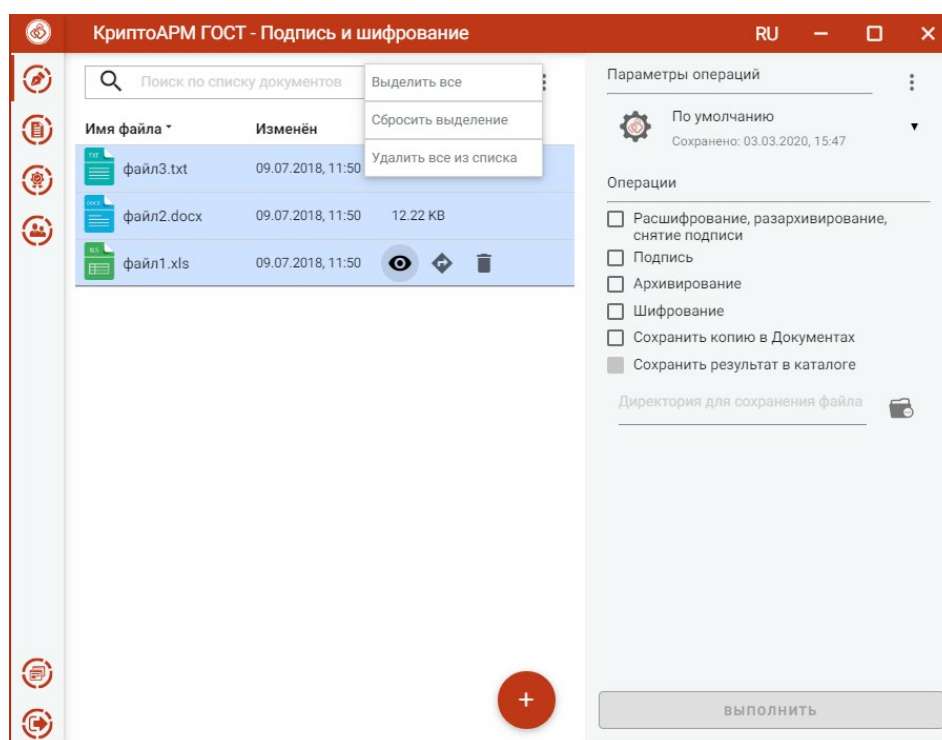 КриптоАРМ ГОСТ - Подпись и шифрование
RU
Поиск по списку документов
Выделить все
Сбросить выделение
Удалить все из списка
Имя файла
Изменён
TXT
файл3.txt
09.07.2018, 11:50
DOCX
файл2.docx
09.07.2018, 11:50
12.22 KB
XLS
файл1.xls
09.07.2018, 11:50
+
Параметры операций
По умолчанию
Сохранено: 03.03.2020, 15:47
Операции
Расшифрование, разархивирование,
снятие подписи
Подпись
Архивирование
Шифрование
Сохранить копию в Документах
Сохранить результат в каталоге
Директория для сохранения файла
ВЫПОЛНИТЬ